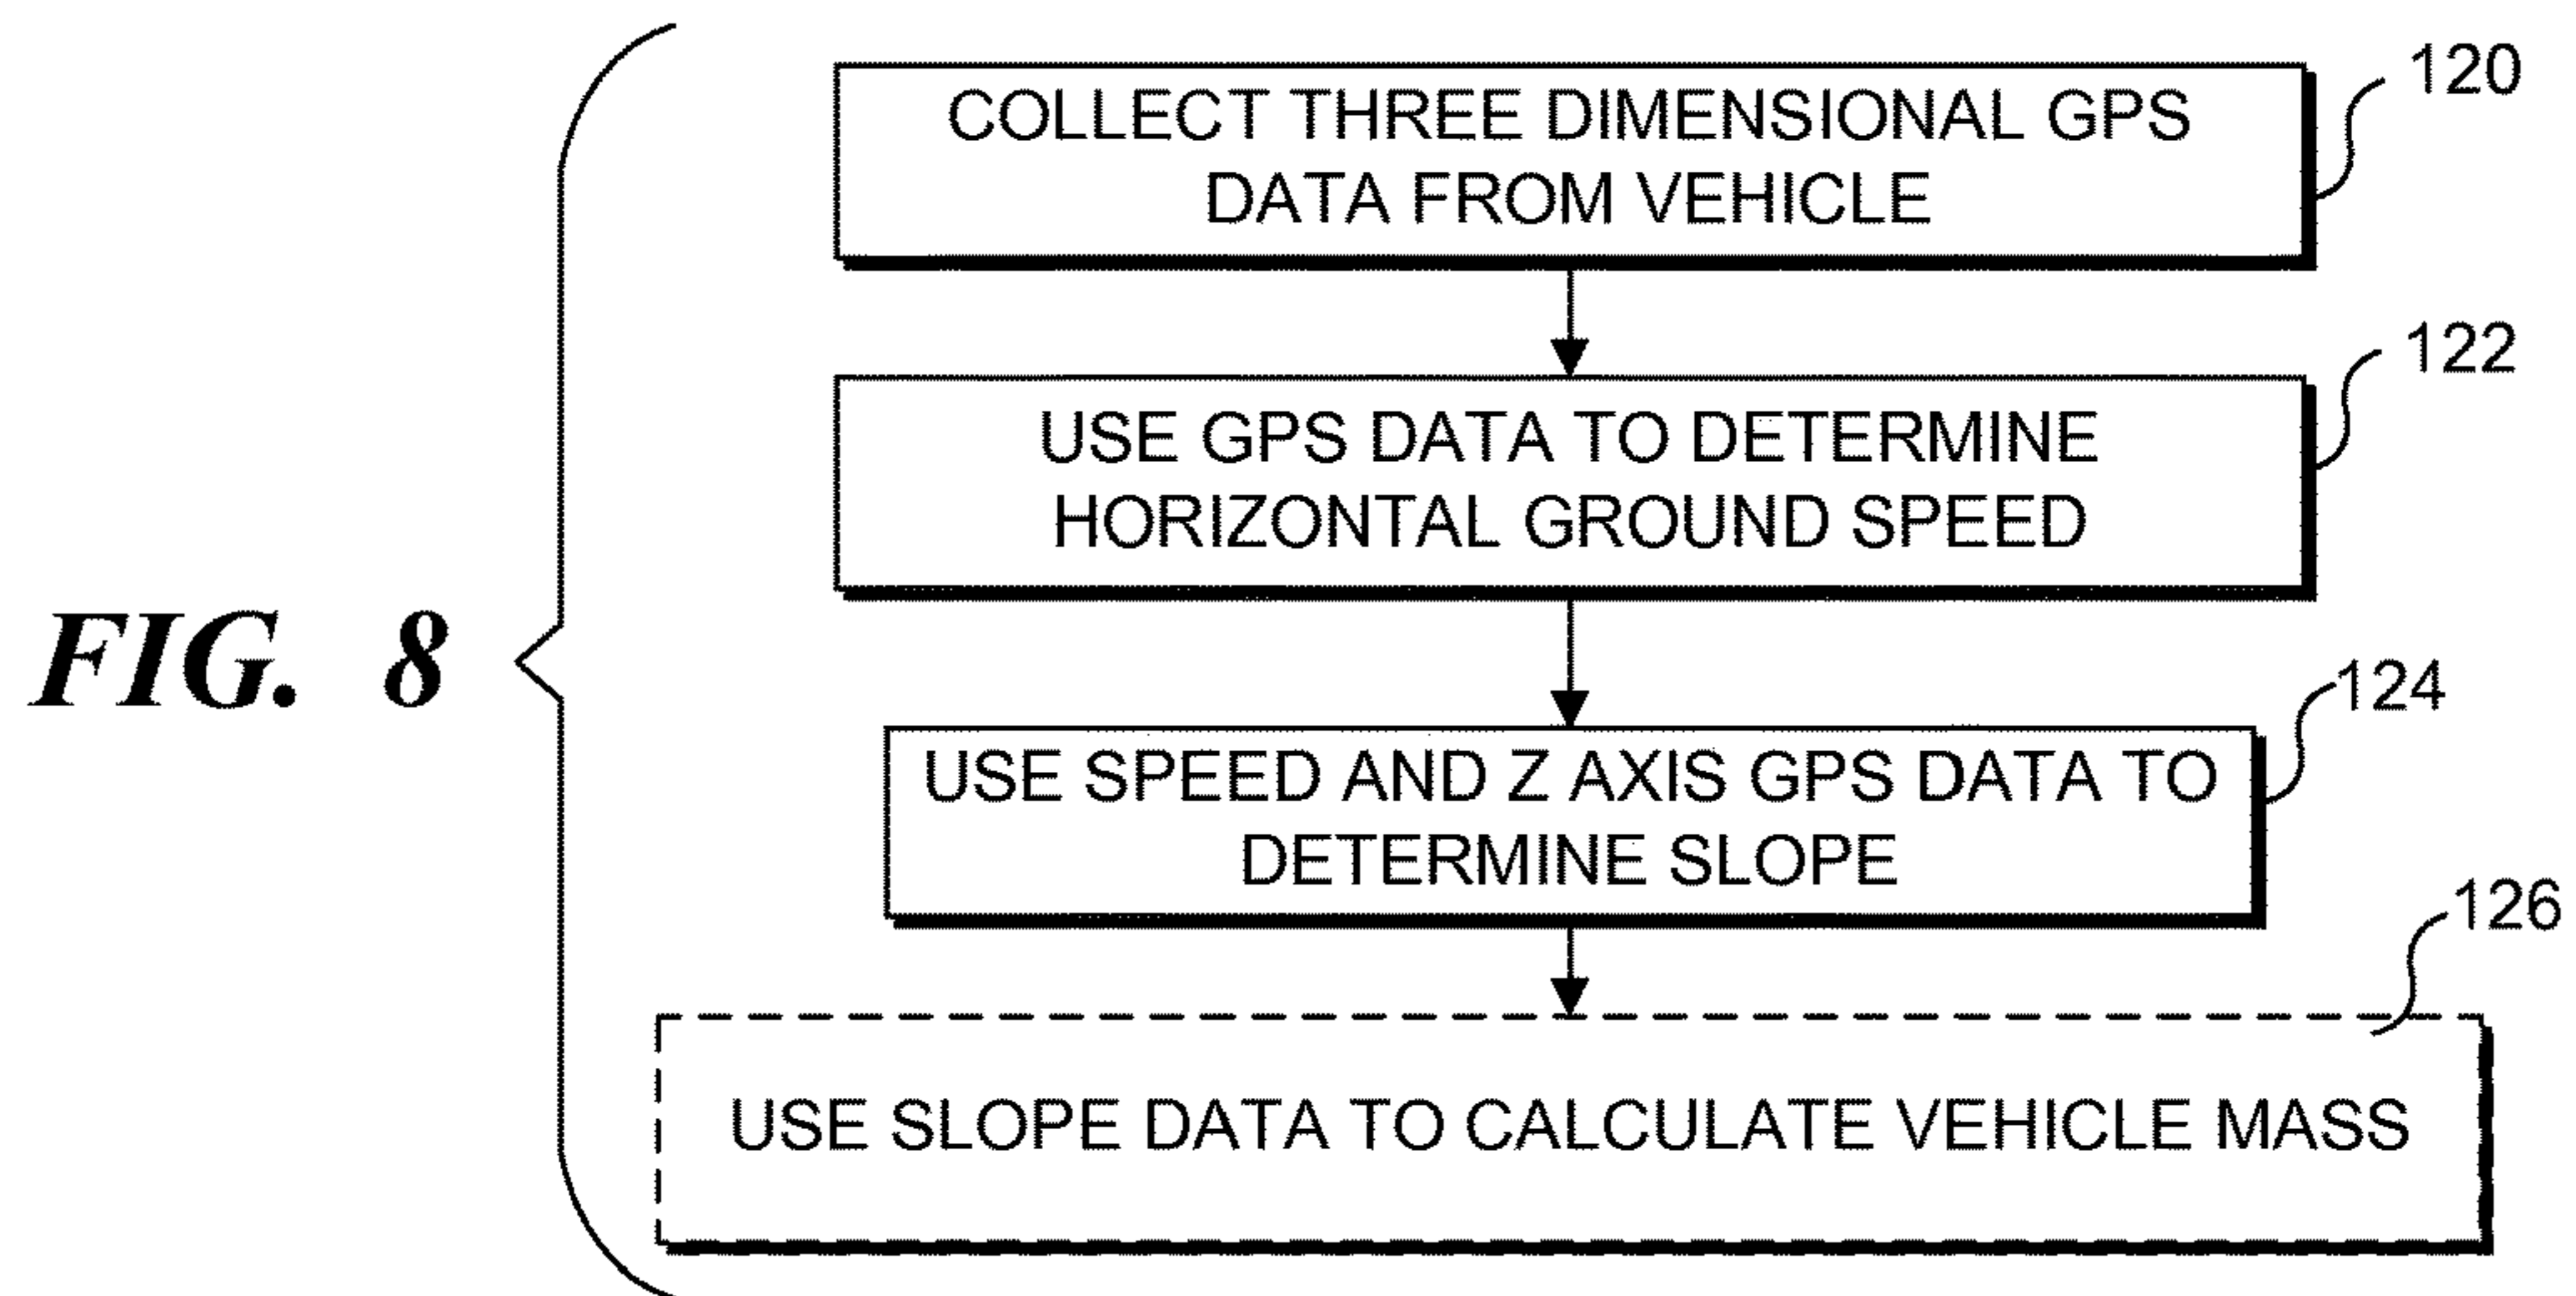 FIG. 8
COLLECT THREE DIMENSIONAL GPS
DATA FROM VEHICLE
120
USE GPS DATA TO DETERMINE
HORIZONTAL GROUND SPEED
122
USE SPEED AND Z AXIS GPS DATA TO
DETERMINE SLOPE
124
USE SLOPE DATA TO CALCULATE VEHICLE MASS
126